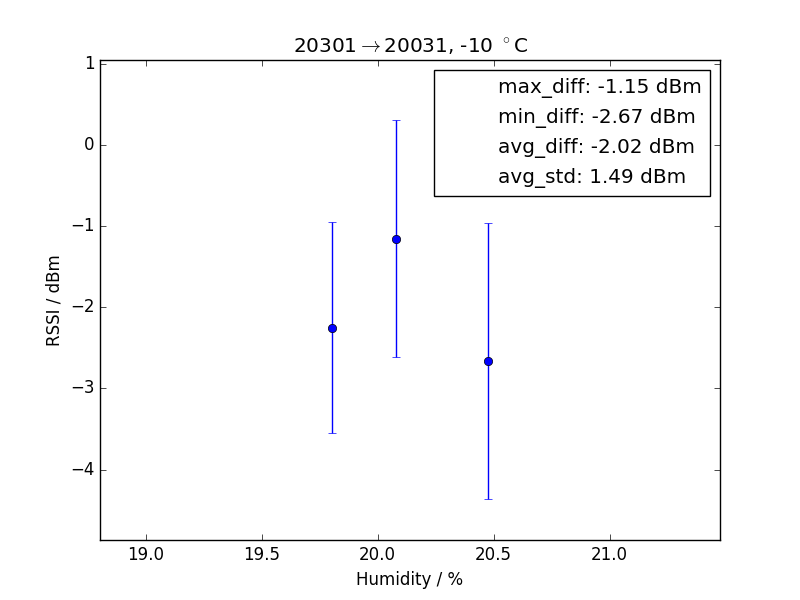 20301→20031, -10 °C
max_diff: -1.15 dBm
min_diff: -2.67 dBm
avg_diff: -2.02 dBm
avg_std: 1.49 dBm
RSSI / dBm
1
0
−1
−2
−3
−4
19.0 19.5 20.0 20.5 21.0
Humidity / %